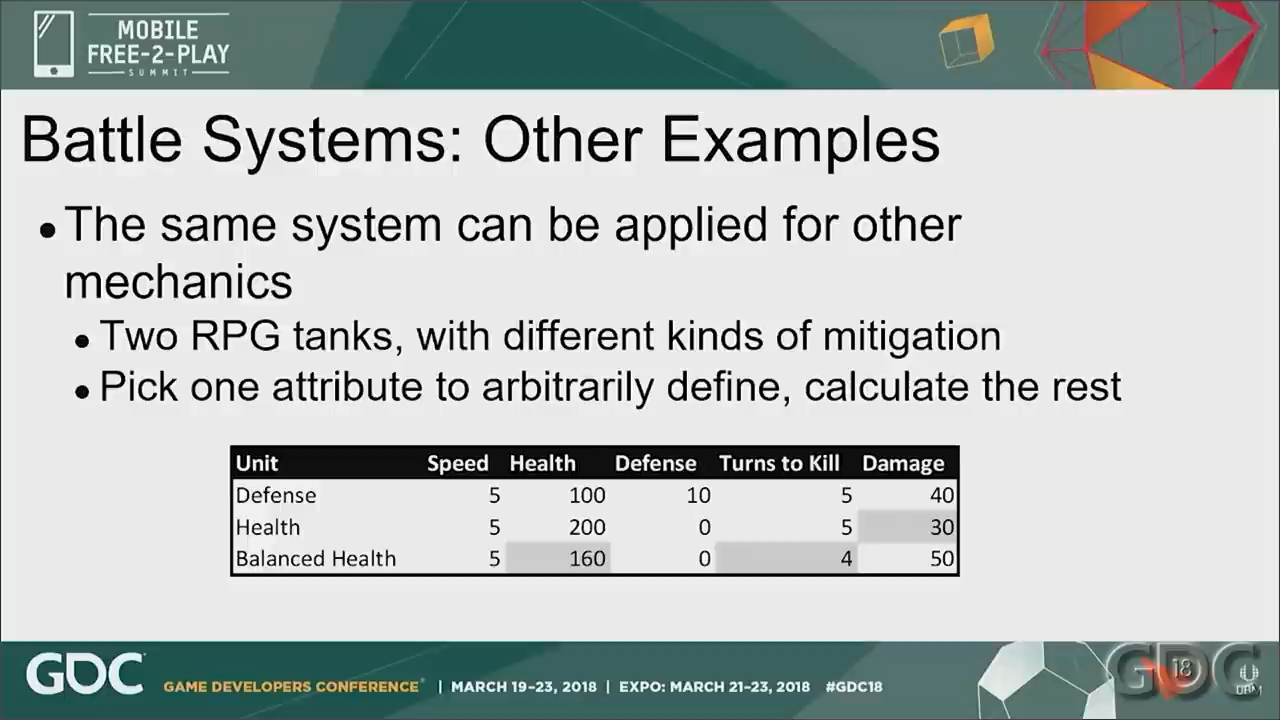 MOBILE
FREE-2-PLAY
SUMMIT
Battle Systems: Other Examples
• The same system can be applied for other
mechanics
• Two RPG tanks, with different kinds of mitigation
• Pick one attribute to arbitrarily define, calculate the rest
Unit Speed Health Defense Turns to Kill Damage
Defense 5 100 10 5 40
Health 5 200 0 5 30
Balanced Health 5 160 0 4 50
GDC
GAME DEVELOPERS CONFERENCE® | MARCH 19–23, 2018 | EXPO: MARCH 21–23, 2018 #GDC18
GDC
18
UBM